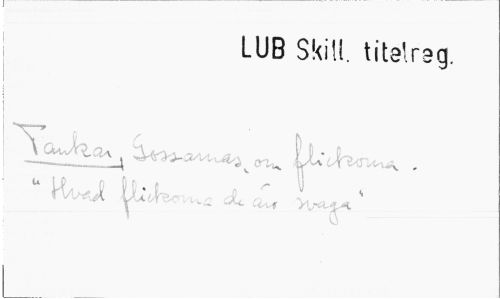 LUB Skill. titelreg.
Tankar, Gossarnas, om flickorna.
"Hvad flickorna de äro svaga"